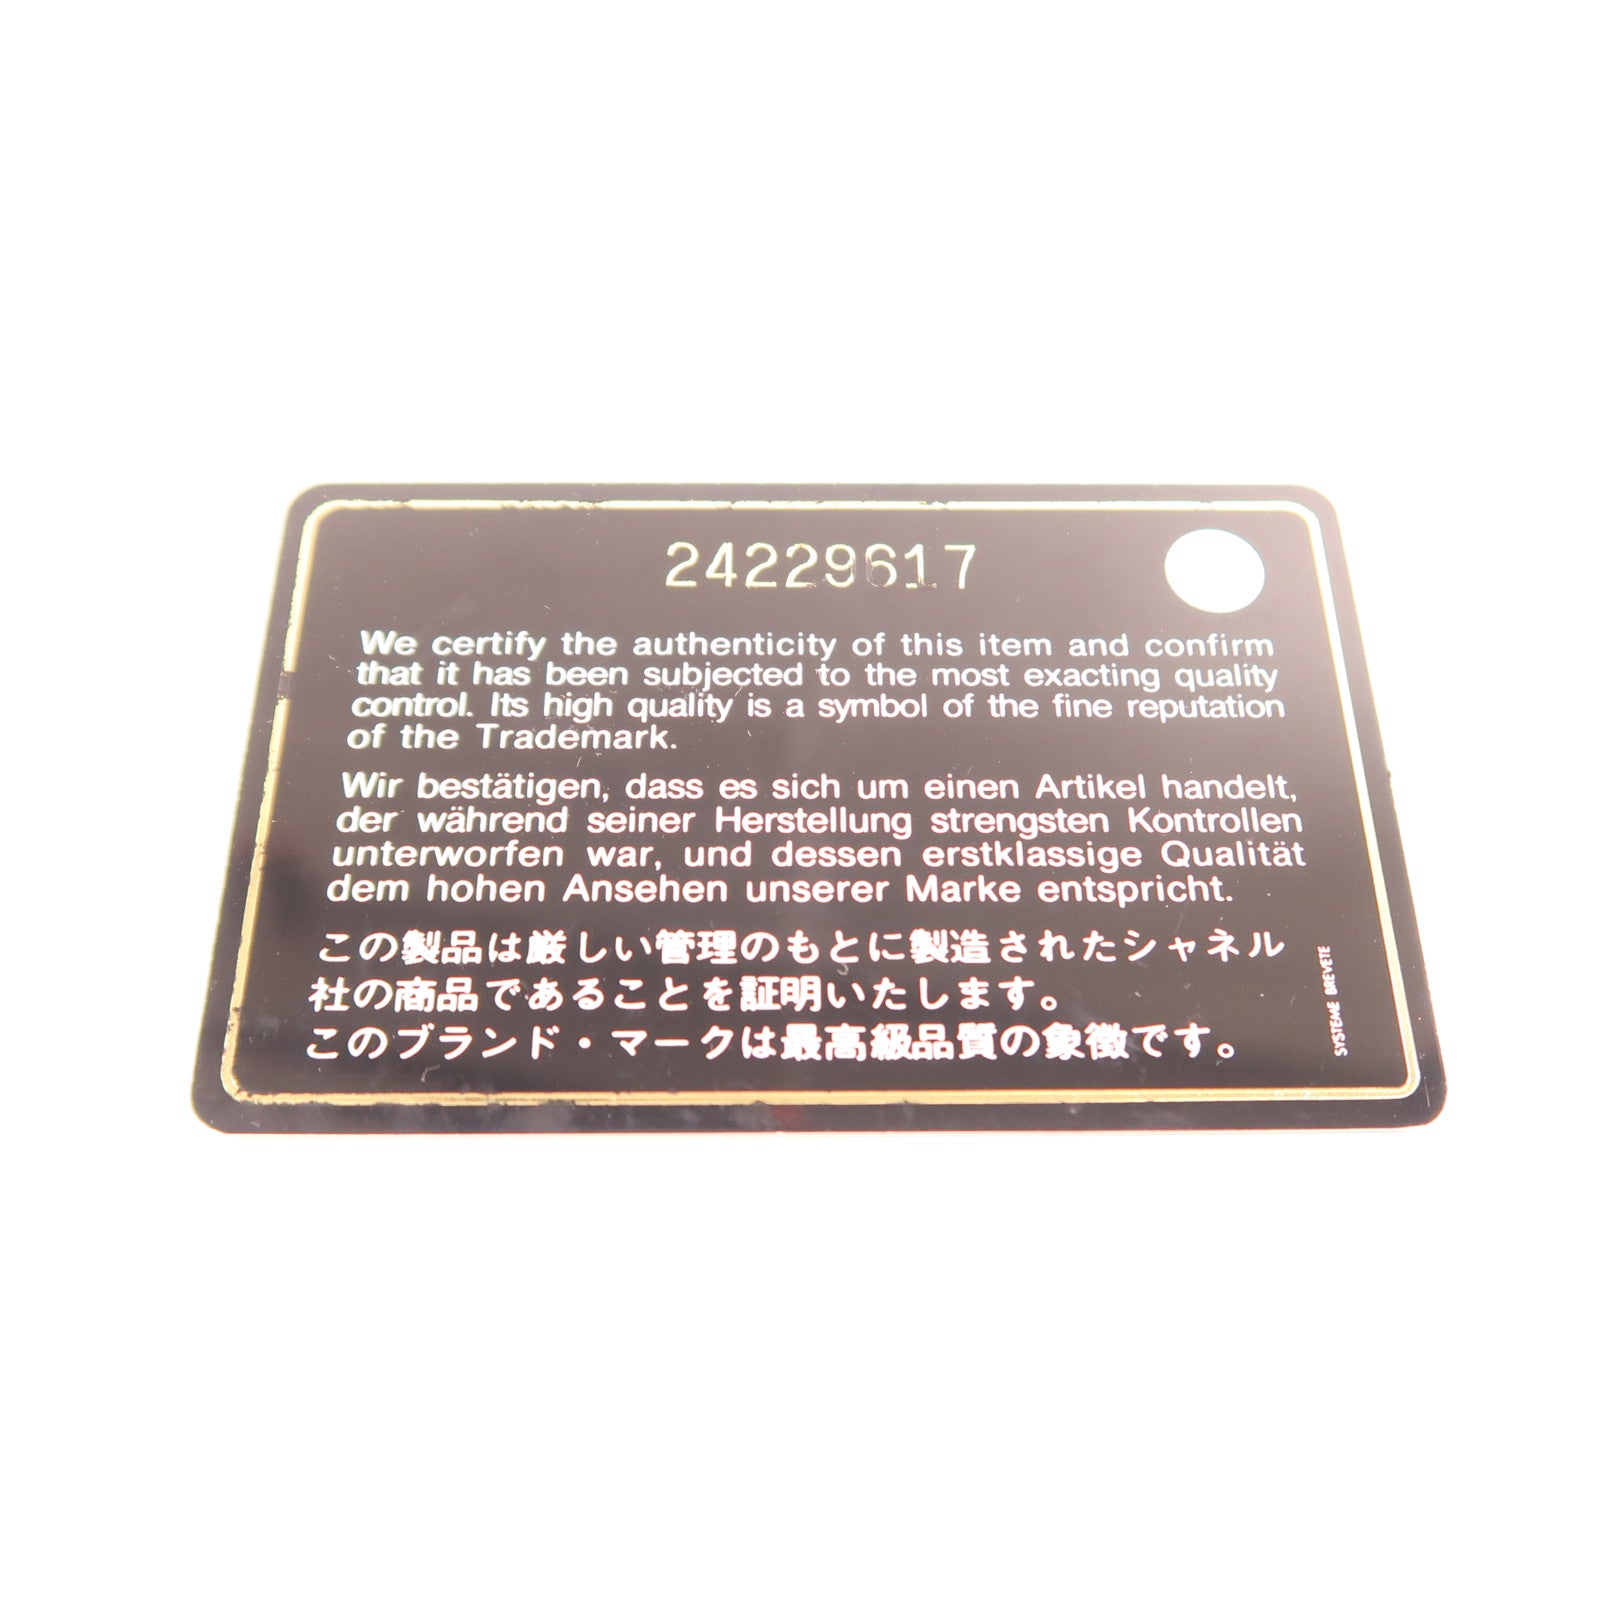 24229617
We certify the authenticity of this item and confirm
that it has been subjected to the most exacting quality
control. Its high quality is a symbol of the fine reputation
of the Trademark.
Wir bestätigen, dass es sich um einen Artikel handelt,
der während seiner Herstellung strengsten Kontrollen
unterworfen war, und dessen erstklassige Qualität
dem hohen Ansehen unserer Marke entspricht.
この製品は厳しい管理のもとに製造されたシャネル
社の商品であることを証明いたします。
このブランド・マークは最高級品質の象徴です。
SYSTEME BREVETE